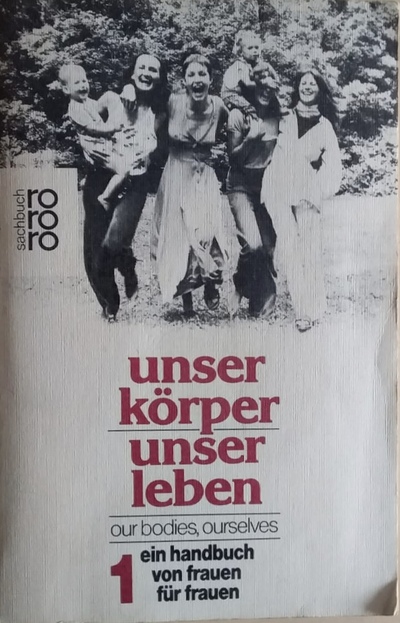 sachbuch
ro
ro
ro
unser
körper
unser
leben
our bodies, ourselves
1
ein handbuch
von frauen
für frauen